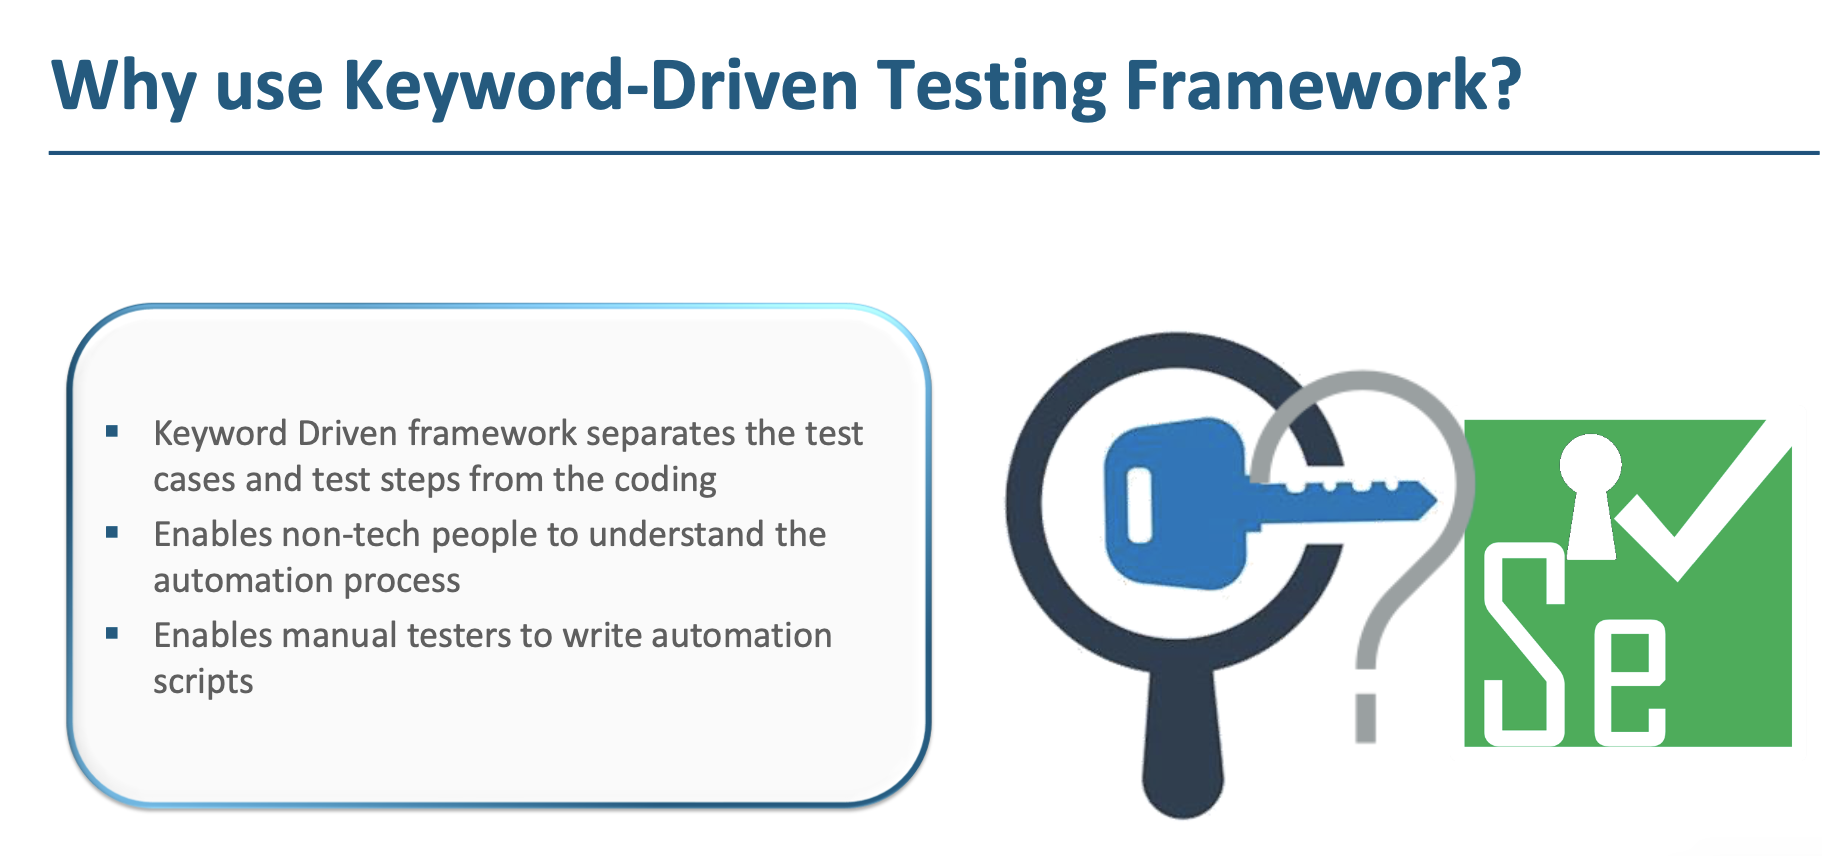 Why use Keyword-Driven Testing Framework?
▪ Keyword Driven framework separates the test
cases and test steps from the coding
▪ Enables non-tech people to understand the
automation process
▪ Enables manual testers to write automation
scripts
Se